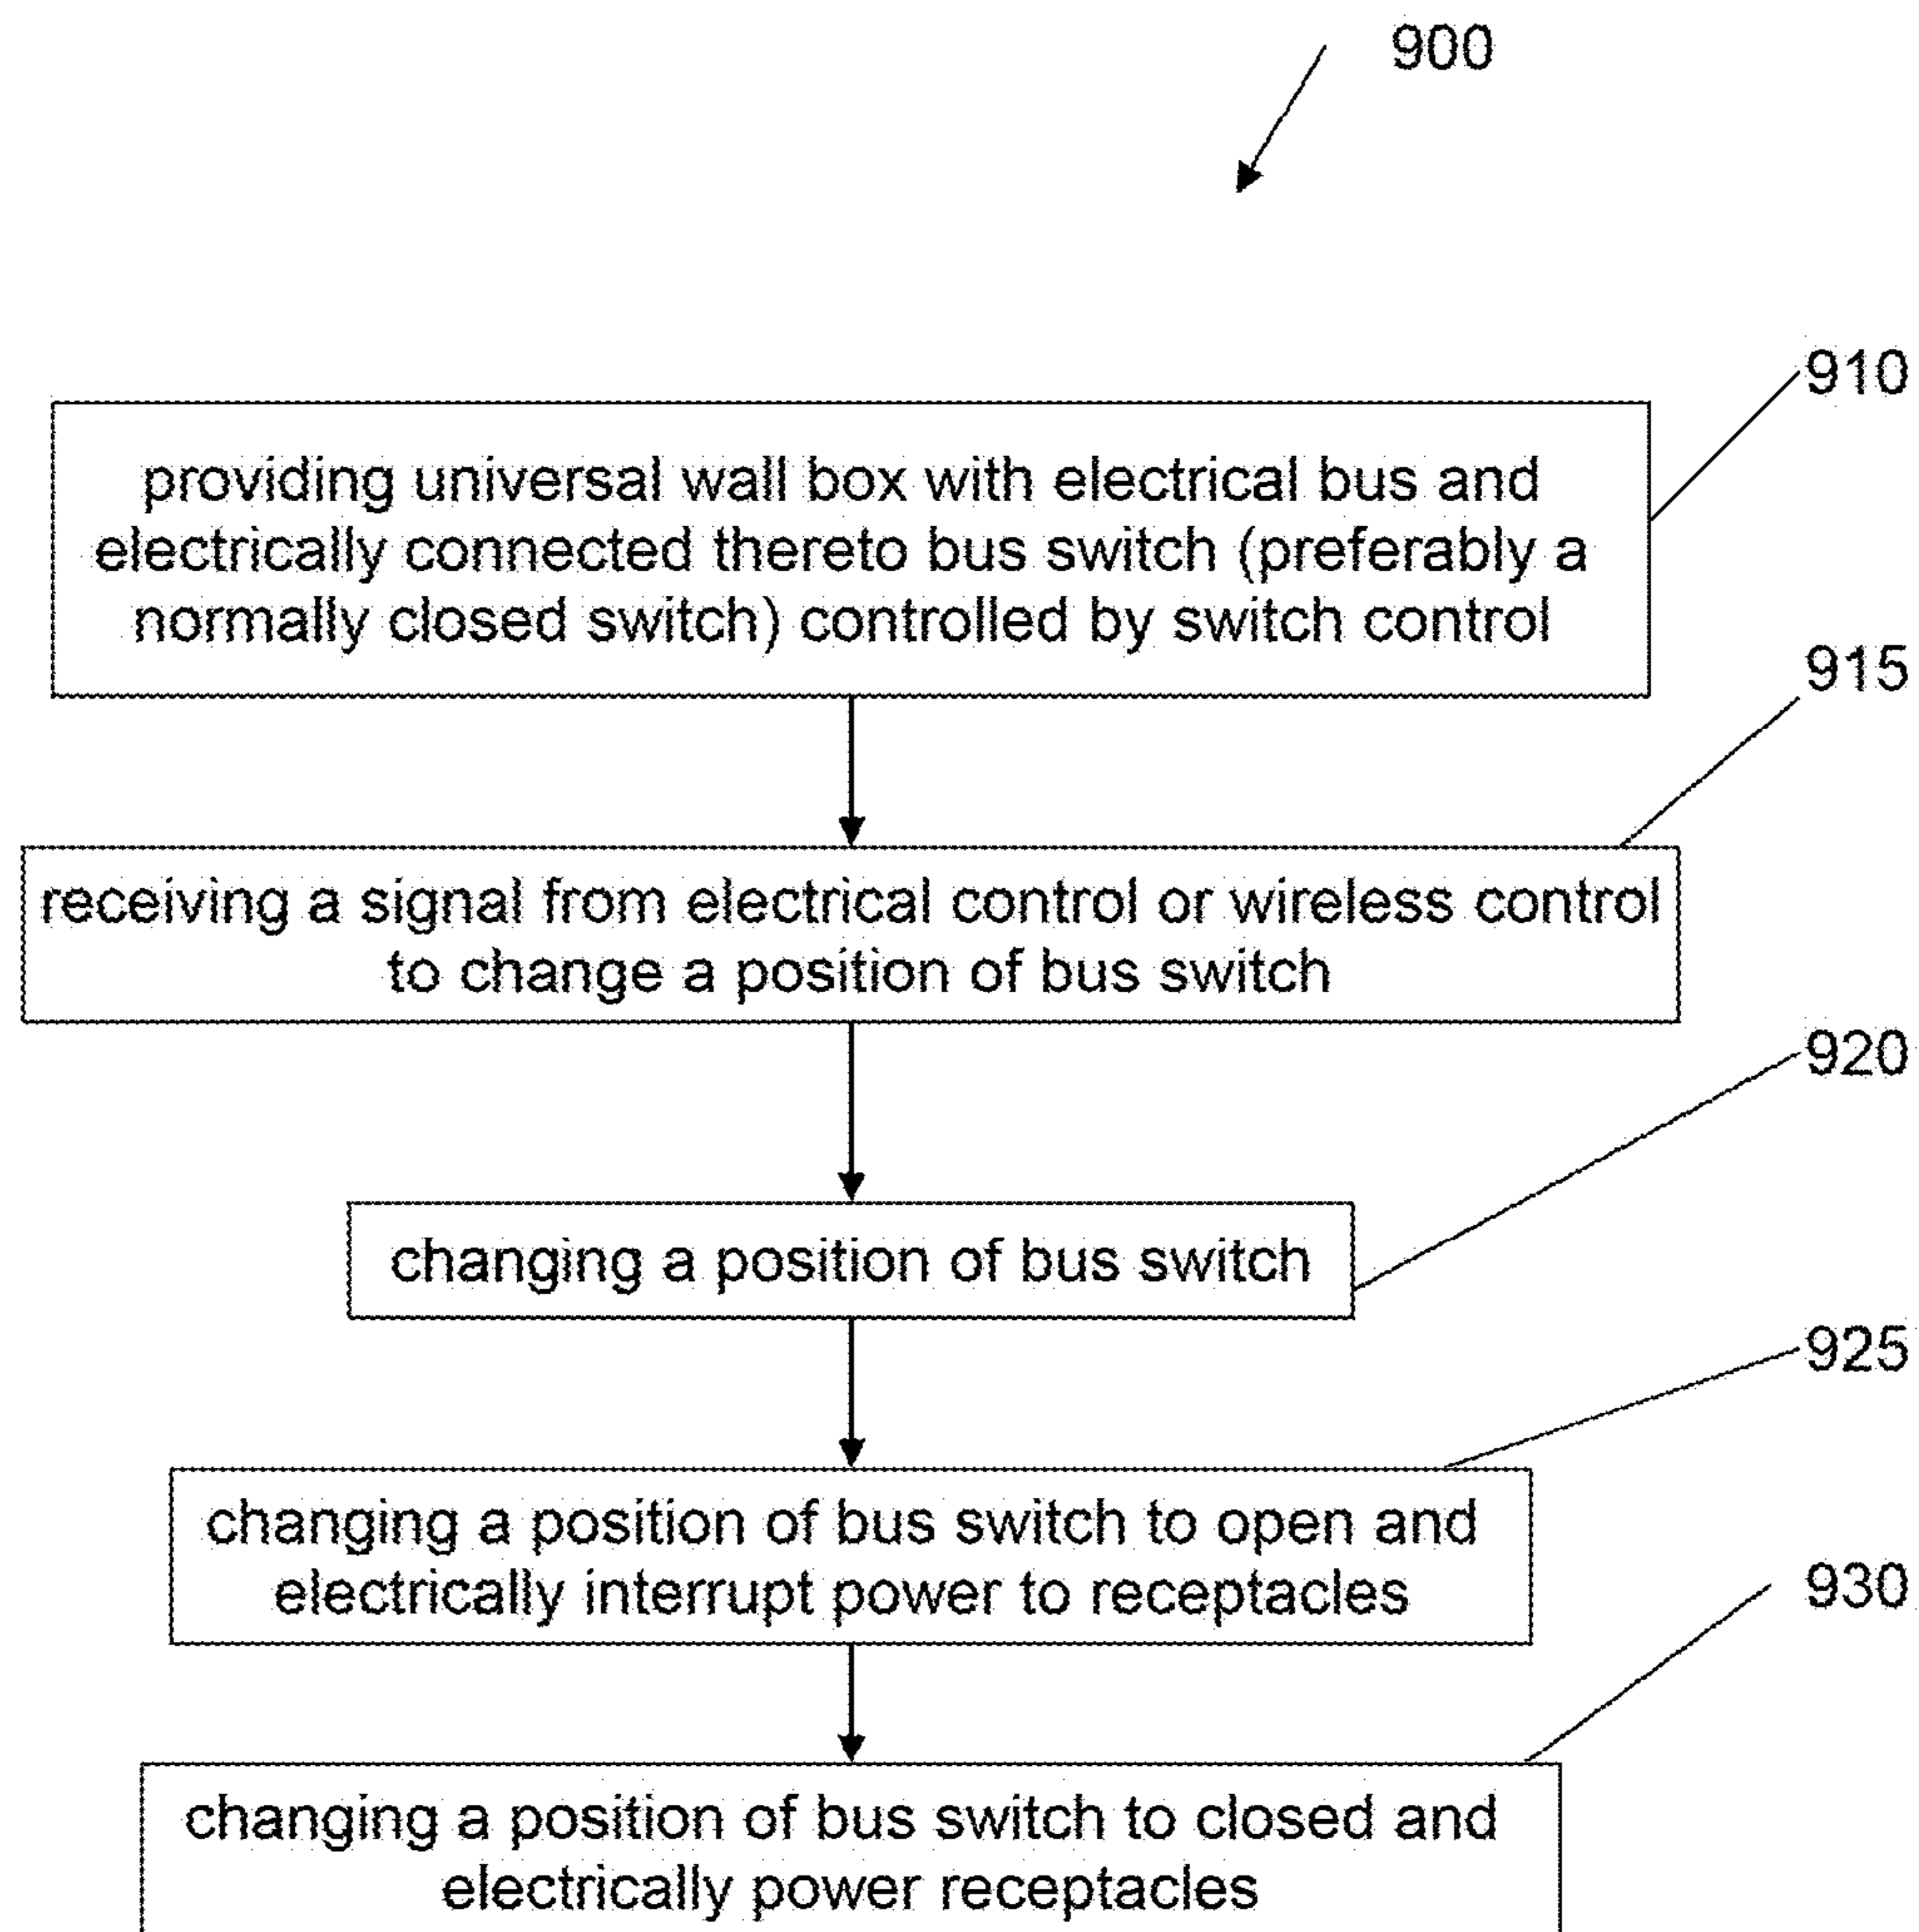 900
910
providing universal wall box with electrical bus and
electrically connected thereto bus switch (preferably a
normally closed switch) controlled by switch control
915
receiving a signal from electrical control or wireless control
to change a position of bus switch
920
changing a position of bus switch
925
changing a position of bus switch to open and
electrically interrupt power to receptacles
930
changing a position of bus switch to closed and
electrically power receptacles